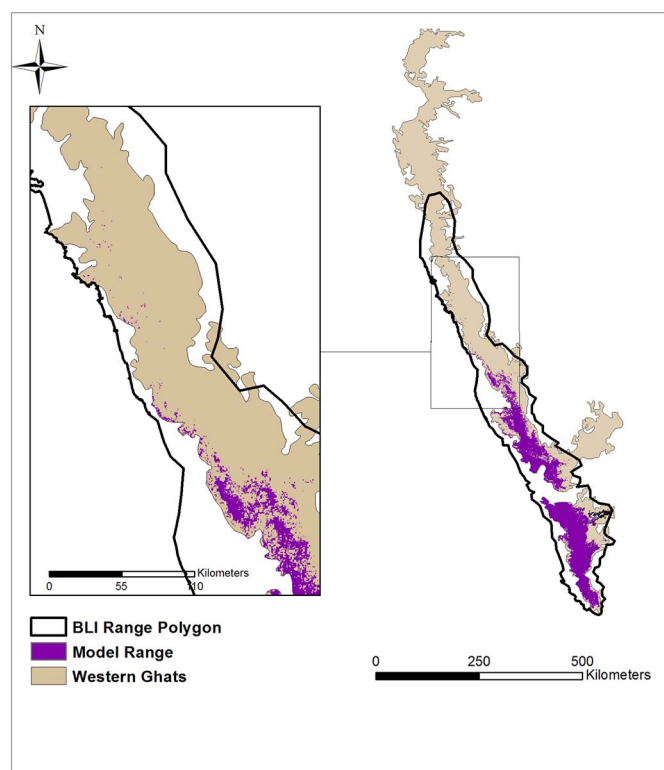 N
Kilometers
0 55 110
BLI Range Polygon
Model Range
Western Ghats
0 250 500
Kilometers